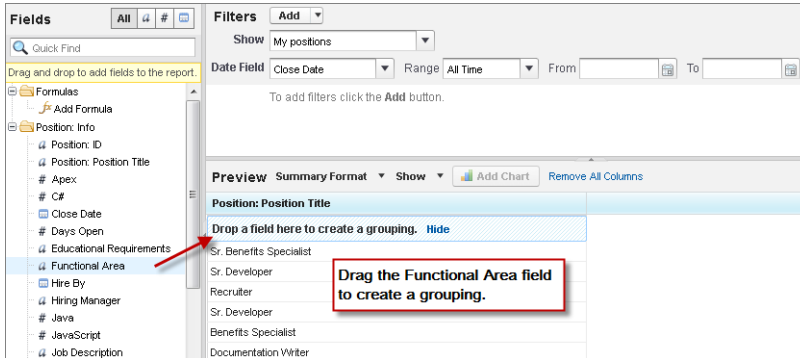 Fields
All a #
Quick Find
Drag and drop to add fields to the report.
Formulas
fx Add Formula
Position: Info
a Position: ID
a Position: Position Title
# Apex
# C#
Close Date
# Days Open
a Educational Requirements
a Functional Area
Hire By
a Hiring Manager
# Java
# JavaScript
a Job Description
Filters Add
Show My positions
Date Field Close Date Range All Time From To
To add filters click the Add button.
Preview Summary Format Show Add Chart Remove All Columns
Position: Position Title
Drop a field here to create a grouping. Hide
Sr. Benefits Specialist
Sr. Developer
Recruiter
Sr. Developer
Benefits Specialist
Documentation Writer
Drag the Functional Area field
to create a grouping.